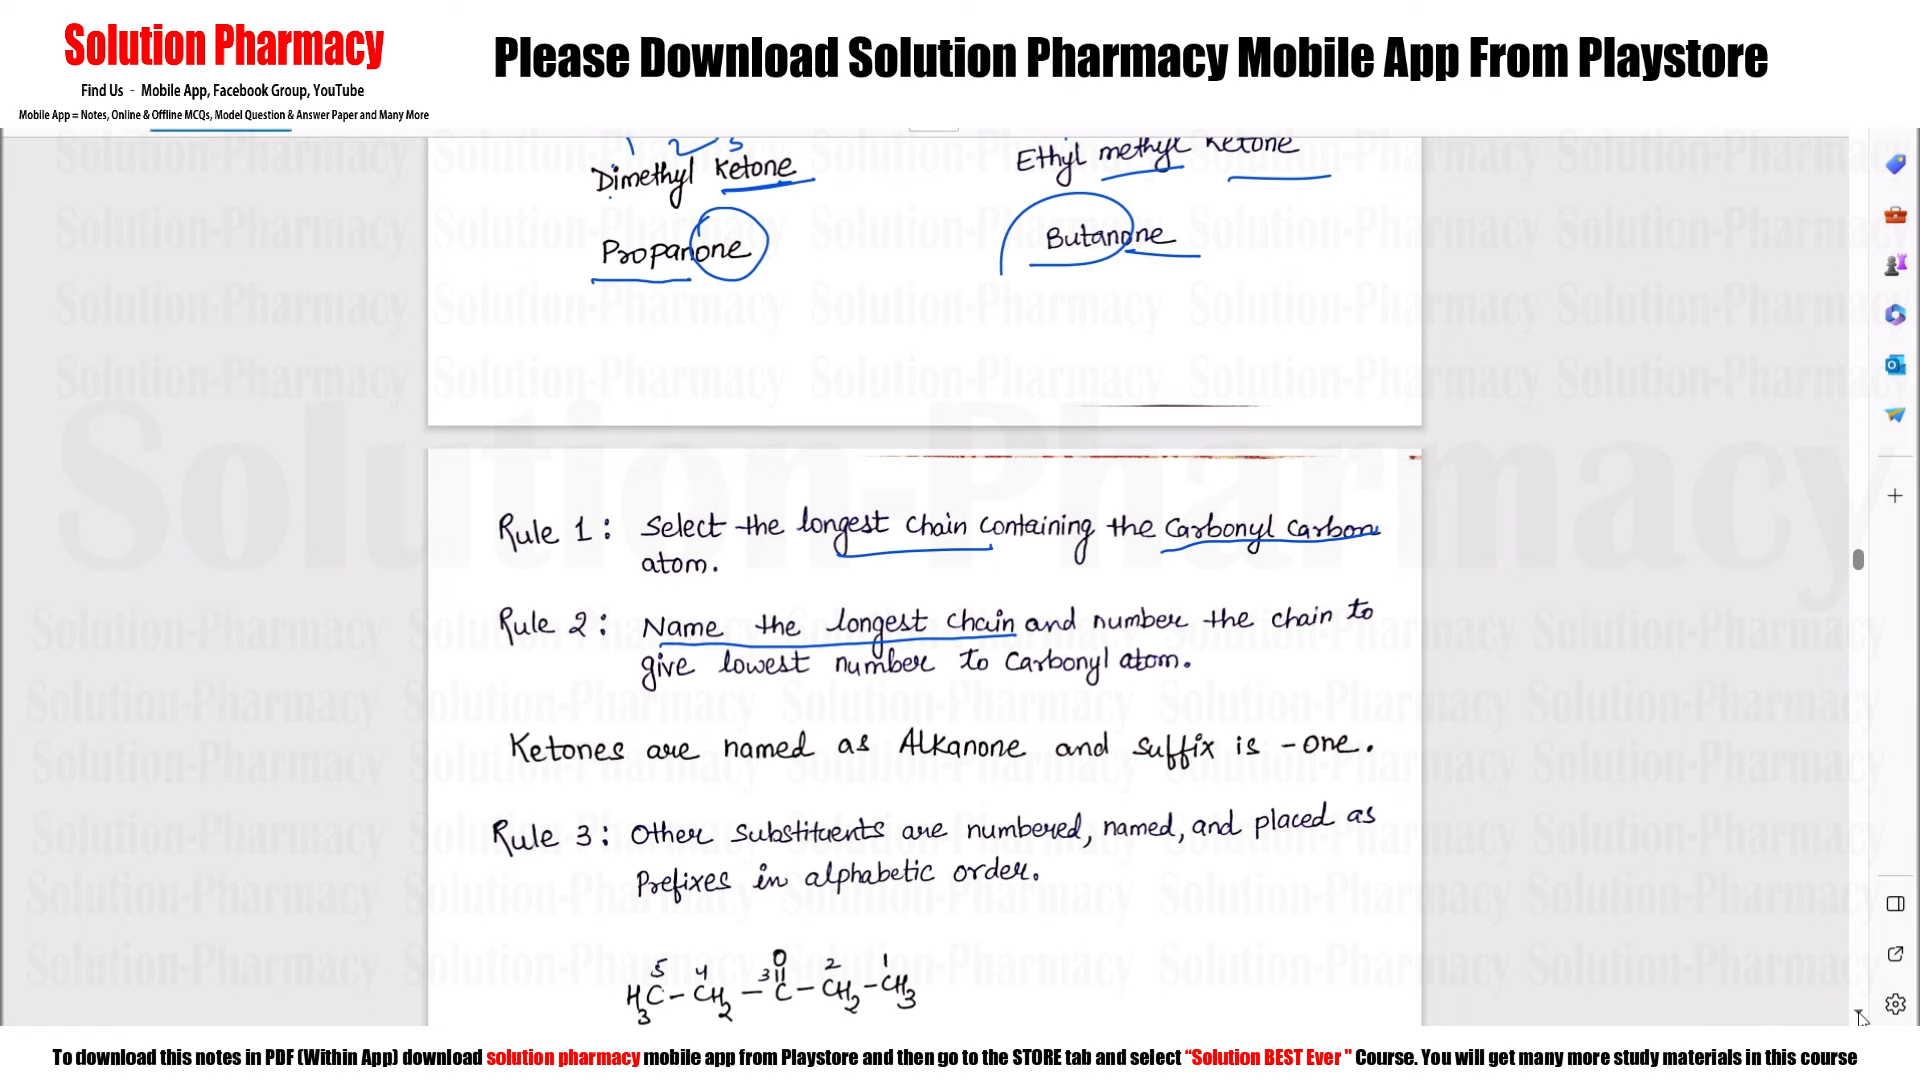 Solution Pharmacy
Please Download Solution Pharmacy Mobile App From Playstore
Find Us - Mobile App, Facebook Group, YouTube
Mobile App = Notes, Online & Offline MCQs, Model Question & Answer Paper and Many More
1 2 3
Dimethyl Ketone
Ethyl methyl Ketone
Propanone
Butanone
Solution-Pharmacy
Rule 1: Select the longest chain containing the Carbonyl Carbon
atom.
Rule 2: Name the longest chain and number the chain to
give lowest number to Carbonyl atom.
Ketones are named as Alkanone and suffix is -one.
Rule 3: Other substituents are numbered, named, and placed as
Prefixes in alphabetic order.
O
5 4 3 || 2 1
H3C - CH2 - C - CH2 - CH3
To download this notes in PDF (Within App) download solution pharmacy mobile app from Playstore and then go to the STORE tab and select “Solution BEST Ever " Course. You will get many more study materials in this course